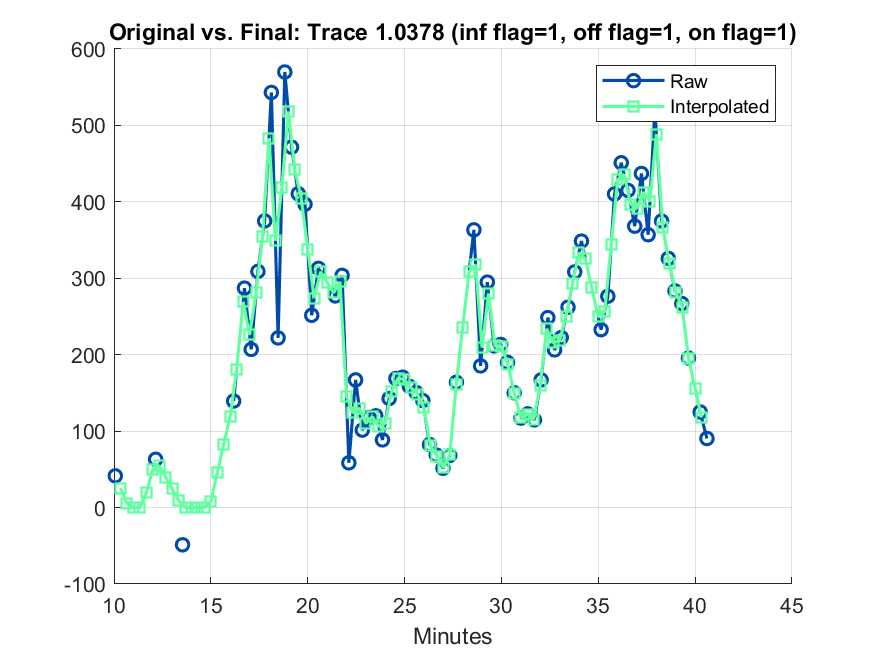 Original vs. Final: Trace 1.0378 (inf flag=1, off flag=1, on flag=1)
600
500
400
300
200
100
0
-100
Raw
Interpolated
10 15 20 25 30 35 40 45
Minutes